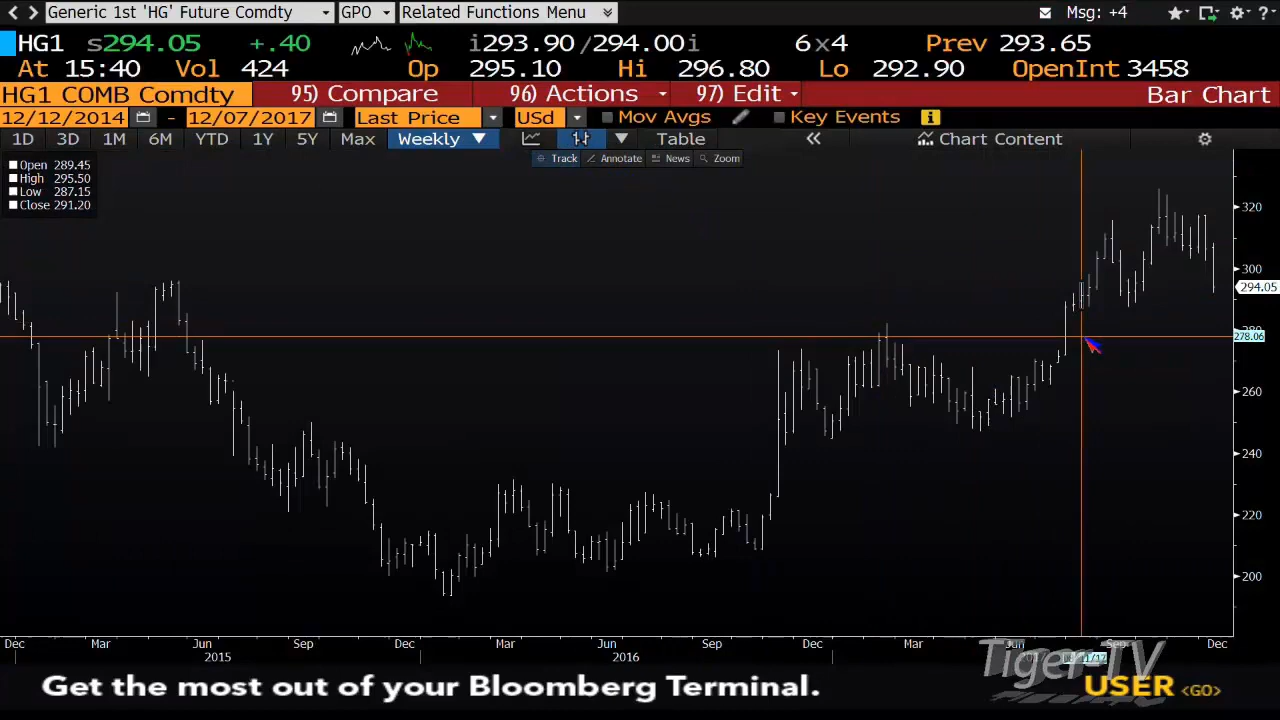 Generic 1st 'HG' Future Comdty GPO Related Functions Menu Msg: +4 ?
HG1 s294.05 +.40 i293.90/294.00i 6x4 Prev 293.65
At 15:40 Vol 424 Op 295.10 Hi 296.80 Lo 292.90 OpenInt 3458
HG1 COMB Comdty 95) Compare 96) Actions 97) Edit Bar Chart
12/12/2014 - 12/07/2017 Last Price USd Mov Avgs Key Events
1D 3D 1M 6M YTD 1Y 5Y Max Weekly Table Chart Content
Track Annotate News Zoom
Open 289.45
High 295.50
Low 287.15
Close 291.20
320
300
294.05
278.06
260
240
220
200
Dec Mar Jun Sep Dec Mar Jun Sep Dec Mar Jun Sep Dec
2015 2016
Tiger-TV
Get the most out of your Bloomberg Terminal. USER <GO>